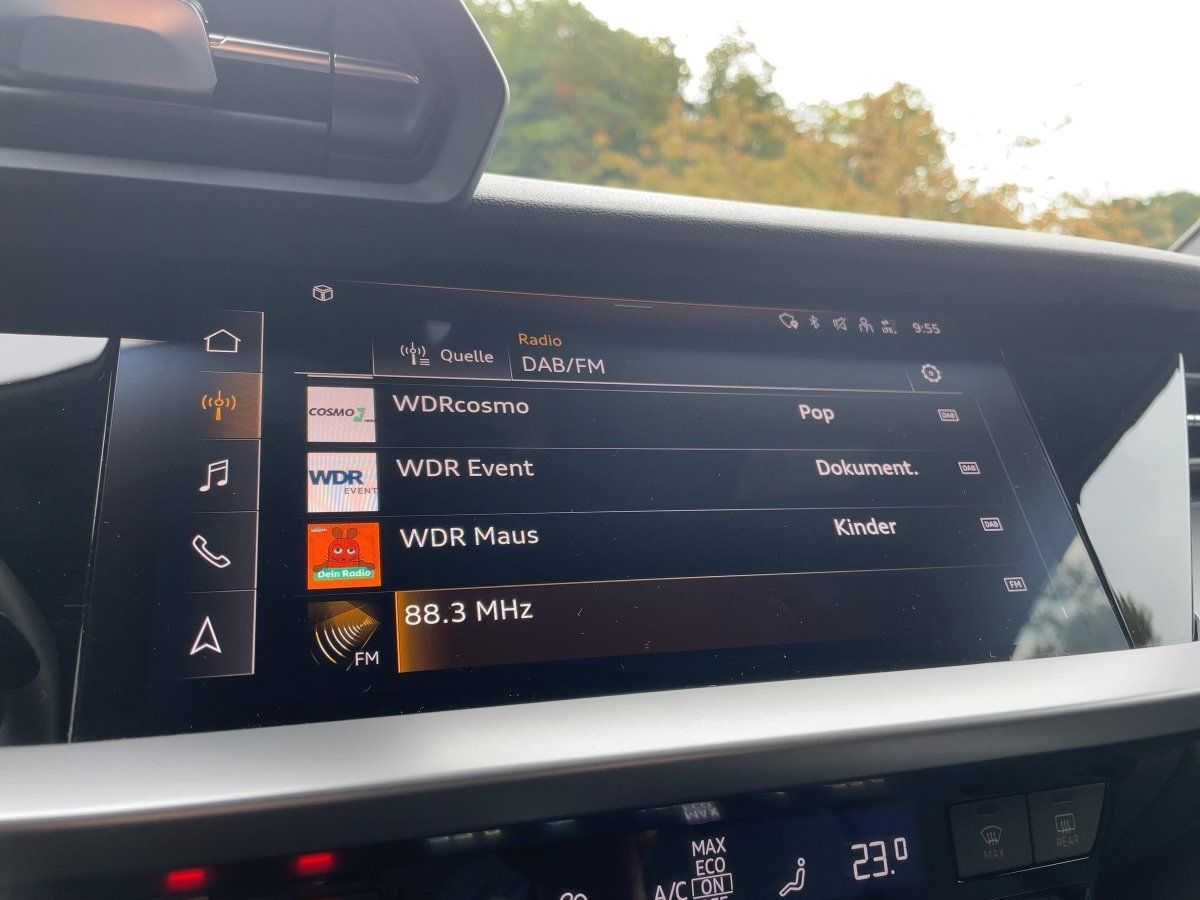 LTE
9:55
Radio
Quelle
DAB/FM
COSMO
WDRcosmo
Pop
DAB
WDR
EVENT
WDR Event
Dokument.
DAB
Dein Radio
WDR Maus
Kinder
DAB
FM
88.3 MHz
FM
MAX
ECO
A/C ON
23.0
MAX
REAR